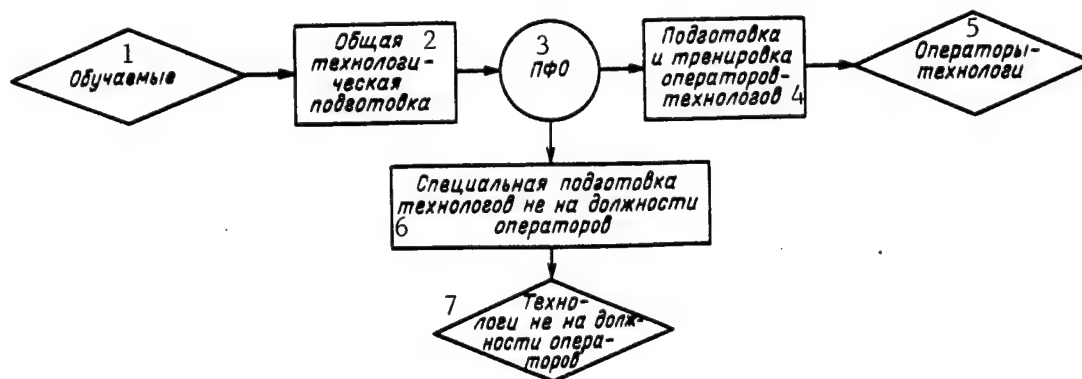 1
Обучаемые
Общая 2
технологи-
ческая
подготовка
3
ПФО
Подготовка
и тренировка
операторов-
технологов 4
5
Операторы-
технологи
Специальная подготовка
технологов не на должности
6 операторов
7 Техно-
логи не на долж-
ности опера-
торов